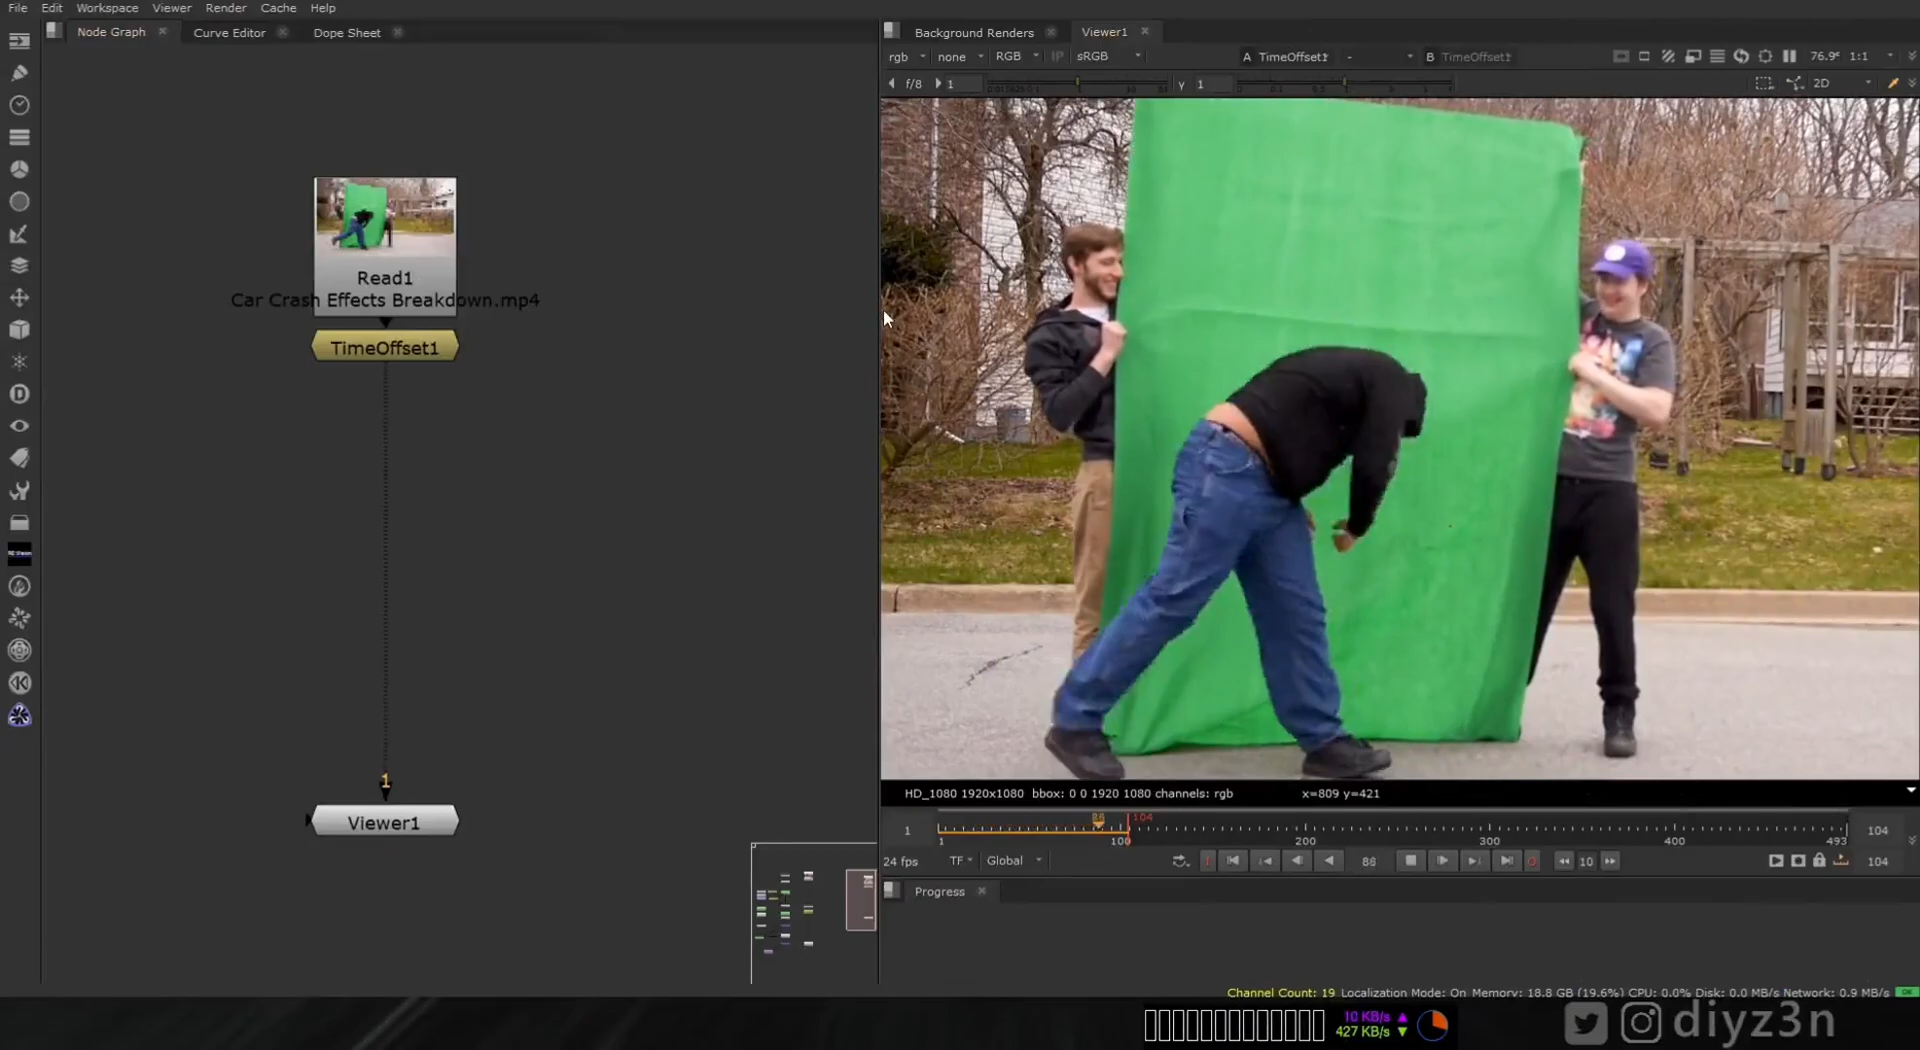 File Edit Workspace Viewer Render Cache Help
Node Graph Curve Editor Dope Sheet
Background Renders Viewer1
rgb none RGB IP sRGB A TimeOffset1 - B TimeOffset1 76.9% 1:1
f/8 1 y 1 2D
Read1
Car Crash Effects Breakdown.mp4
TimeOffset1
1
Viewer1
HD_1080 1920x1080 bbox: 0 0 1920 1080 channels: rgb x=809 y=421
1 88 104 104
1 100 200 300 400 493
24 fps TF Global 88 10 104
Progress
Channel Count: 19 Localization Mode: On Memory: 18.8 GB (19.6%) CPU: 0.0% Disk: 0.0 MB/s Network: 0.9 MB/s
10 KB/s
427 KB/s
diyz3n